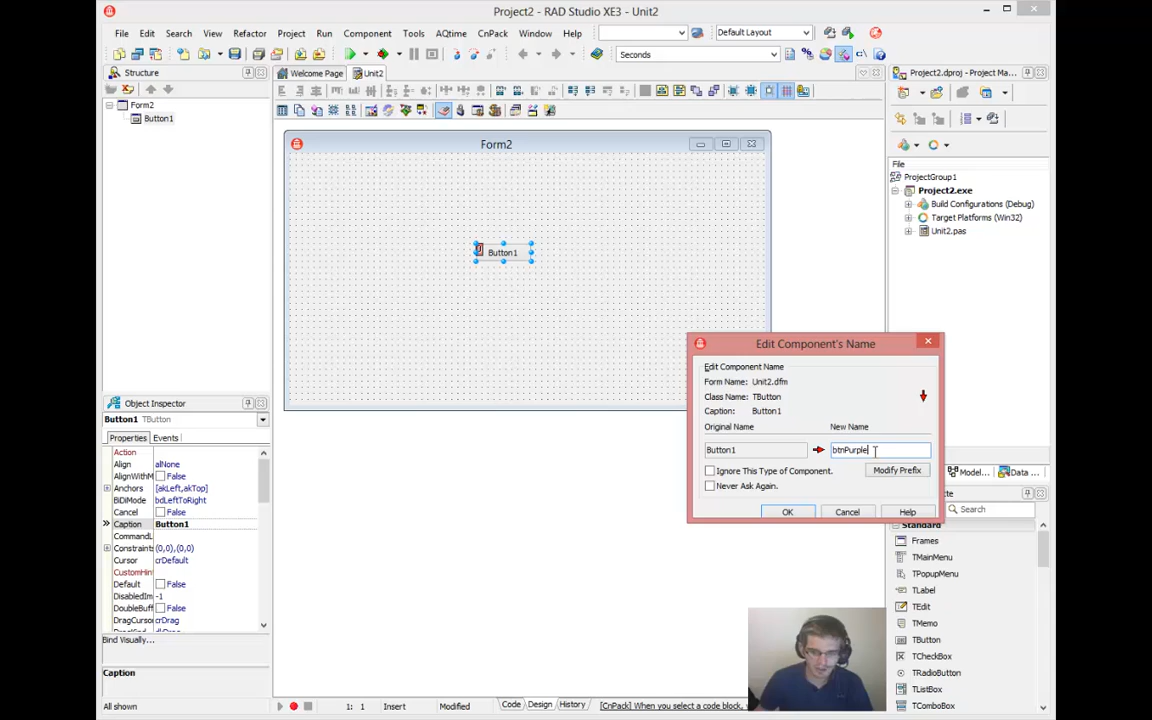 Project2 - RAD Studio XE3 - Unit2
File Edit Search View Refactor Project Run Component Tools AQtime CnPack Window Help Default Layout
Seconds
Structure
Welcome Page Unit2
Project2.dproj - Project Ma...
Form2
Button1
Form2
Button1
File
ProjectGroup1
Project2.exe
Build Configurations (Debug)
Target Platforms (Win32)
Unit2.pas
Edit Component's Name
Edit Component Name
Form Name: Unit2.dfm
Class Name: TButton
Caption: Button1
Original Name New Name
Button1 btnPurple
Ignore This Type of Component. Modify Prefix
Never Ask Again.
OK Cancel Help
Object Inspector
Button1 TButton
Properties Events
Action
Align alNone
AlignWithM False
Anchors [akLeft,akTop]
BiDiMode bdLeftToRight
Cancel False
Caption Button1
CommandL
Constraints (0,0),(0,0)
Cursor crDefault
CustomHin
Default False
DisabledIm -1
DoubleBuff False
DragCursor crDrag
Bind Visually...
Caption
All shown
Model... Data ...
Search
Standard
Frames
TMainMenu
TPopupMenu
TLabel
TEdit
TMemo
TButton
TCheckBox
TRadioButton
TListBox
TComboBox
1: 1 Insert Modified Code Design History [CnPack] When you select a code block,